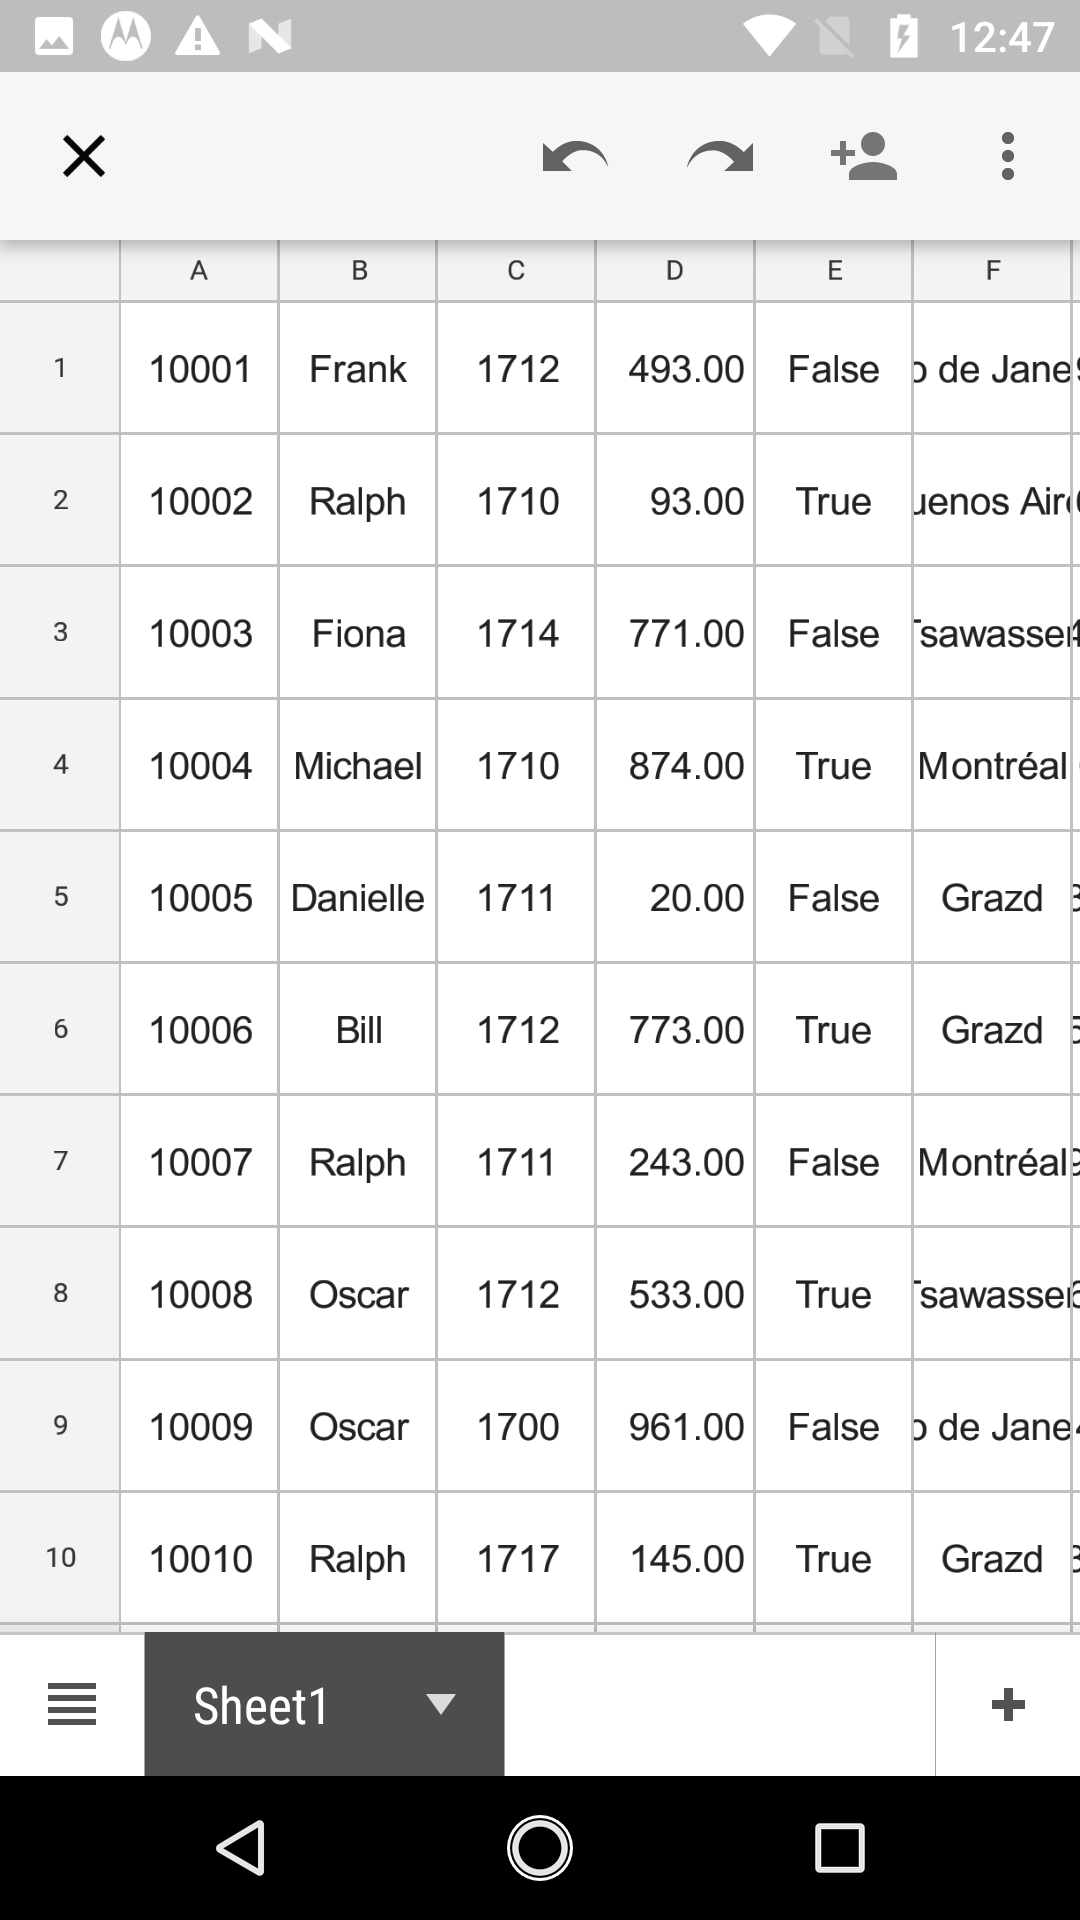 12:47
A B C D E F
1 10001 Frank 1712 493.00 False o de Jane
2 10002 Ralph 1710 93.00 True uenos Air
3 10003 Fiona 1714 771.00 False Tsawasse
4 10004 Michael 1710 874.00 True Montréal
5 10005 Danielle 1711 20.00 False Grazd
6 10006 Bill 1712 773.00 True Grazd
7 10007 Ralph 1711 243.00 False Montréal
8 10008 Oscar 1712 533.00 True Tsawasse
9 10009 Oscar 1700 961.00 False o de Jane
10 10010 Ralph 1717 145.00 True Grazd
Sheet1